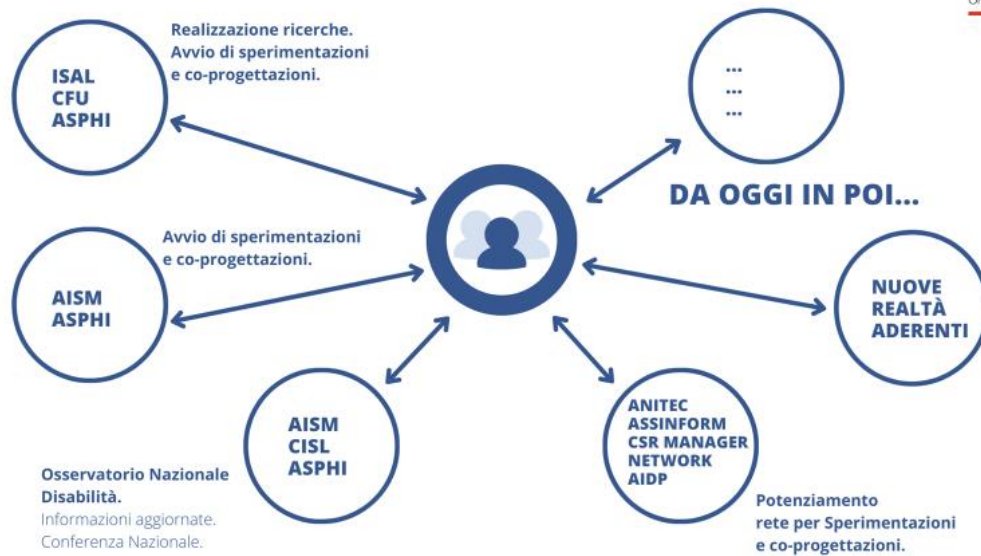 Realizzazione ricerche.
Avvio di sperimentazioni
e co-progettazioni.
ISAL
CFU
ASPHI
...
...
...
DA OGGI IN POI...
Avvio di sperimentazioni
e co-progettazioni.
AISM
ASPHI
NUOVE
REALTÀ
ADERENTI
AISM
CISL
ASPHI
ANITEC
ASSINFORM
CSR MANAGER
NETWORK
AIDP
Osservatorio Nazionale
Disabilità.
Informazioni aggiornate.
Conferenza Nazionale.
Potenziamento
rete per Sperimentazioni
e co-progettazioni.